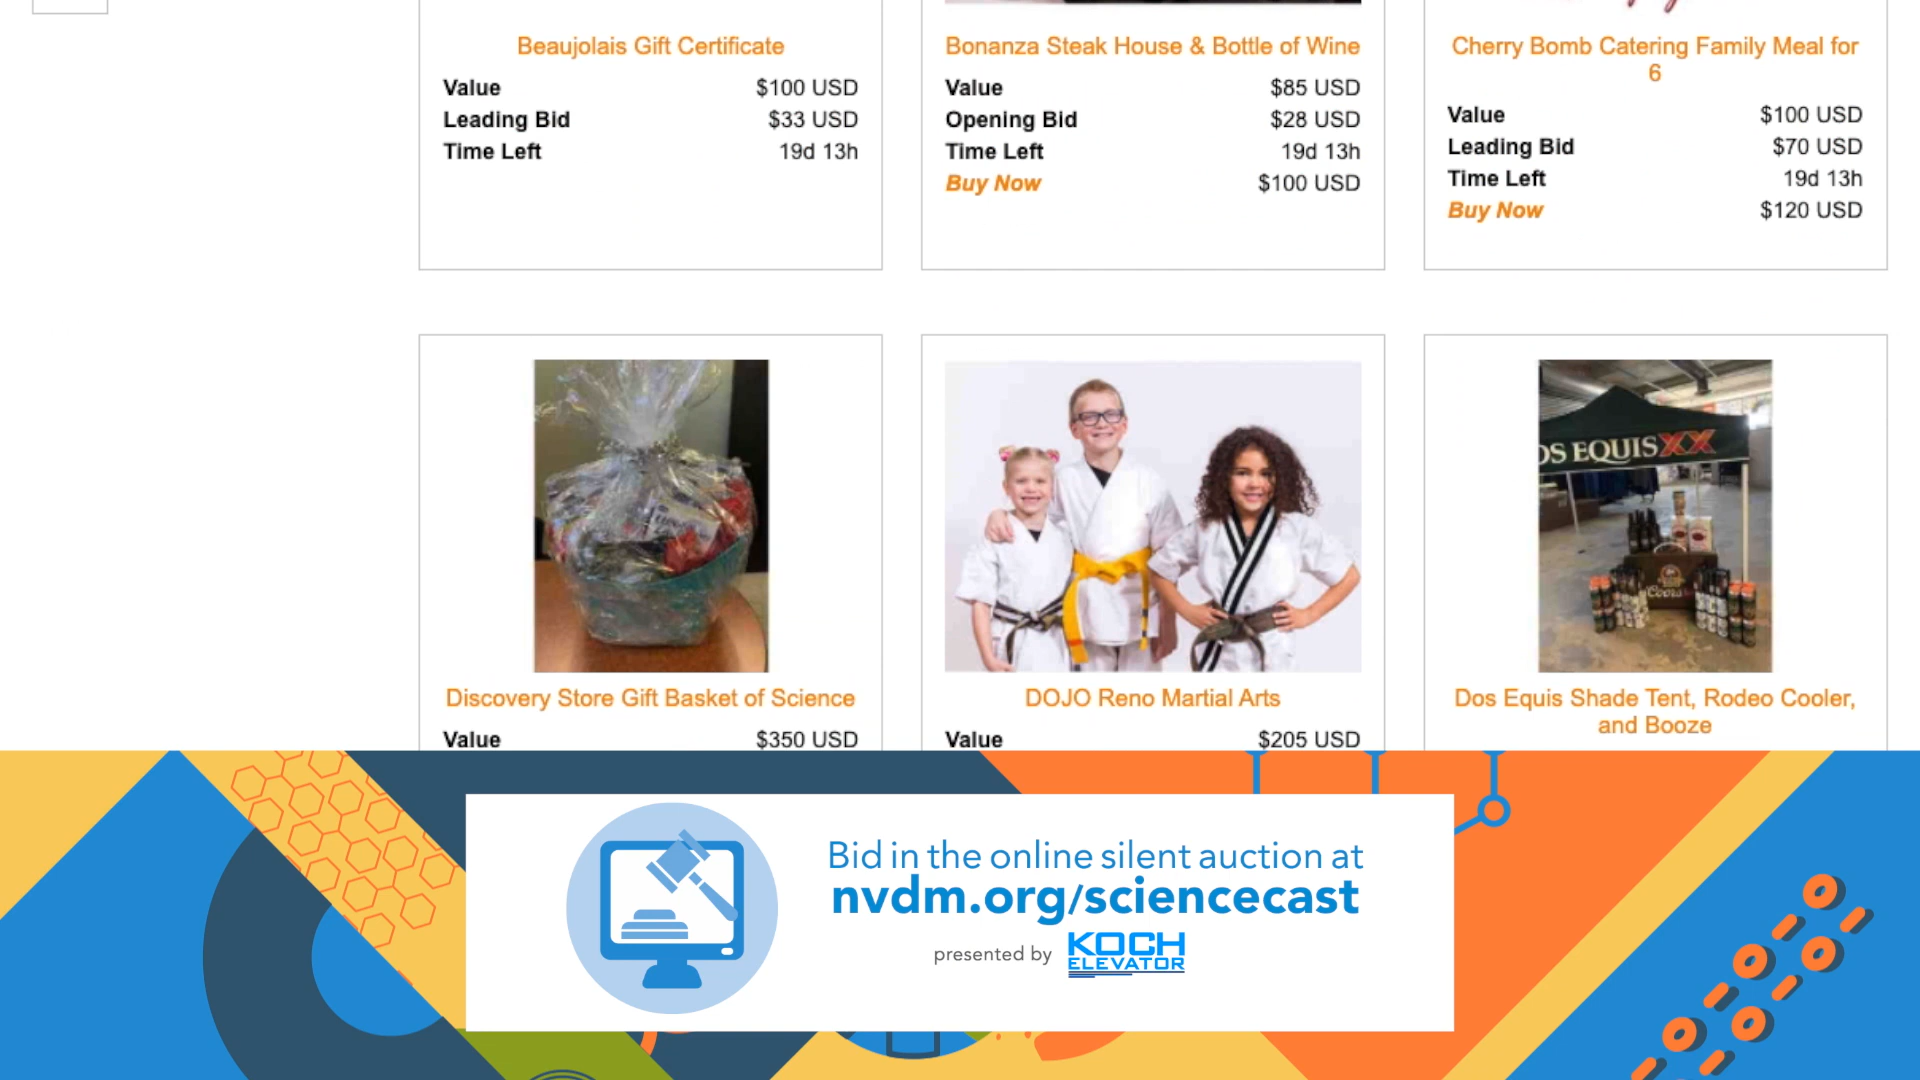 Beaujolais Gift Certificate
Value $100 USD
Leading Bid $33 USD
Time Left 19d 13h
Bonanza Steak House & Bottle of Wine
Value $85 USD
Opening Bid $28 USD
Time Left 19d 13h
Buy Now $100 USD
Cherry Bomb Catering Family Meal for
6
Value $100 USD
Leading Bid $70 USD
Time Left 19d 13h
Buy Now $120 USD
Discovery Store Gift Basket of Science
Value $350 USD
DOJO Reno Martial Arts
Value $205 USD
OS EQUIS XX
Coors
Dos Equis Shade Tent, Rodeo Cooler,
and Booze
Bid in the online silent auction at
nvdm.org/sciencecast
presented by KOCH
ELEVATOR